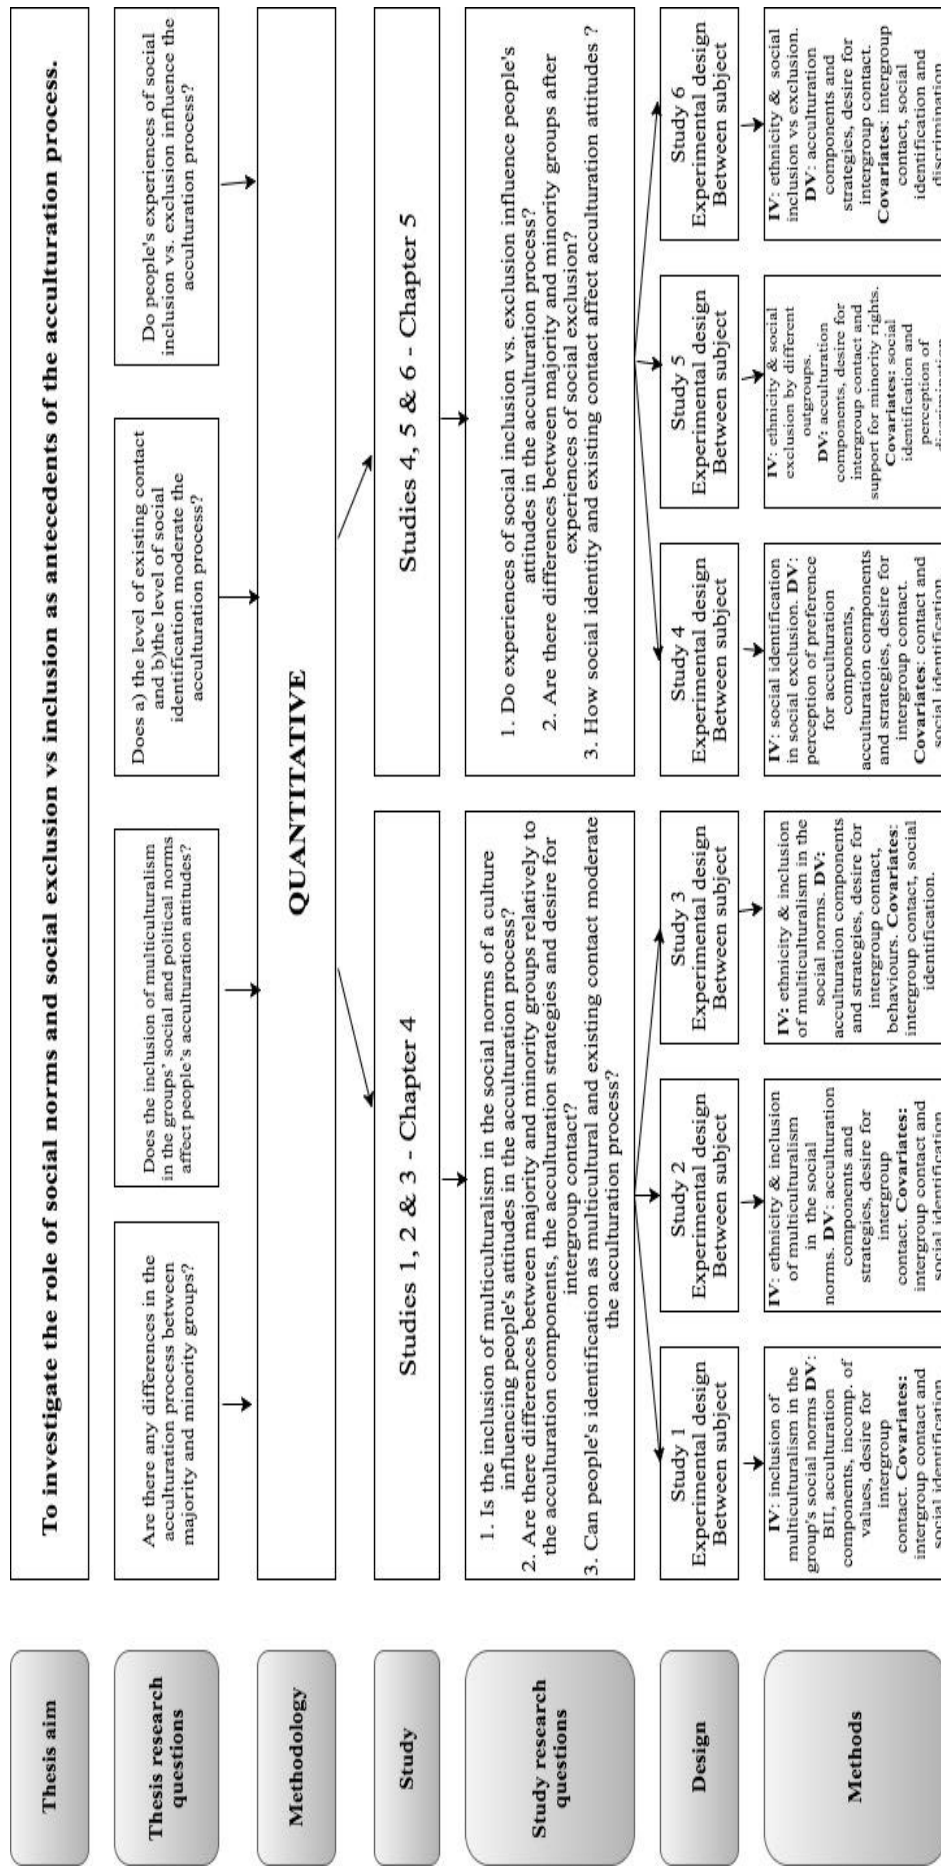 Thesis aim
To investigate the role of social norms and social exclusion vs inclusion as antecedents of the acculturation process.
Thesis research
questions
Are there any differences in the
acculturation process between
majority and minority groups?
Does the inclusion of multiculturalism
in the groups' social and political norms
affect people's acculturation attitudes?
Does a) the level of existing contact
and b)the level of social
identification moderate the
acculturation process?
Do people's experiences of social
inclusion vs. exclusion influence the
acculturation process?
Methodology
QUANTITATIVE
Study
Studies 1, 2 & 3 - Chapter 4
Studies 4, 5 & 6 - Chapter 5
Study research
questions
1. Is the inclusion of multiculturalism in the social norms of a culture
influencing people's attitudes in the acculturation process?
2. Are there differences between majority and minority groups relatively to
the acculturation components, the acculturation strategies and desire for
intergroup contact?
3. Can people's identification as multicultural and existing contact moderate
the acculturation process?
1. Do experiences of social inclusion vs. exclusion influence people's
attitudes in the acculturation process?
2. Are there differences between majority and minority groups after
experiences of social exclusion?
3. How social identity and existing contact affect acculturation attitudes ?
Design
Study 1
Experimental design
Between subject
Study 2
Experimental design
Between subject
Study 3
Experimental design
Between subject
Study 4
Experimental design
Between subject
Study 5
Experimental design
Between subject
Study 6
Experimental design
Between subject
Methods
IV: inclusion of
multiculturalism in the
group's social norms DV:
BII, acculturation
components, incomp. of
values, desire for
intergroup
contact. Covariates:
intergroup contact and
social identification
IV: ethnicity & inclusion
of multiculturalism
in the social
norms. DV: acculturation
components and
strategies, desire for
intergroup
contact. Covariates:
intergroup contact and
social identification
IV: ethnicity & inclusion
of multiculturalism in the
social norms. DV:
acculturation components
and strategies, desire for
intergroup contact,
behaviours. Covariates:
intergroup contact, social
identification.
IV: social identification
in social exclusion. DV:
perception of preference
for acculturation
components,
acculturation components
and strategies, desire for
intergroup contact.
Covariates: contact and
social identification
IV: ethnicity & social
exclusion by different
outgroups.
DV: acculturation
components, desire for
intergroup contact and
support for minority rights.
Covariates: social
identification and
perception of
discrimination
IV: ethnicity & social
inclusion vs exclusion.
DV: acculturation
components and
strategies, desire for
intergroup contact.
Covariates: intergroup
contact, social
identification and
discrimination